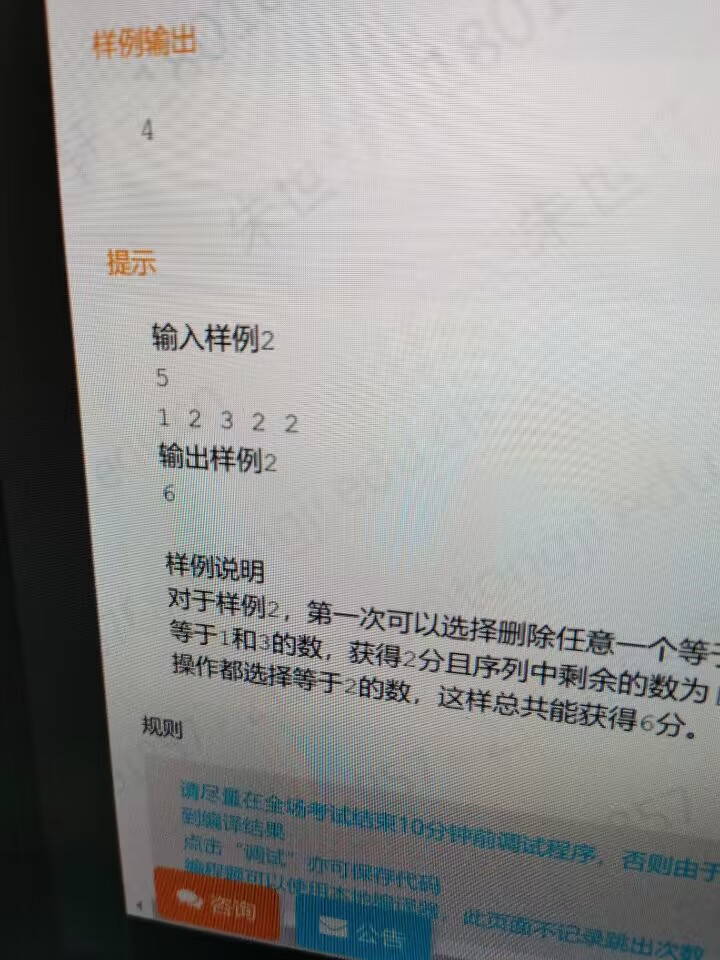 样例输出
4
提示
输入样例2
5
1 2 3 2 2
输出样例2
6
样例说明
对于样例2，第一次可以选择删除任意一个等于
等于1和3的数，获得2分且序列中剩余的数为
操作都选择等于2的数，这样总共能获得6分。
规则
请尽量在全场考试结束10分钟前调试程序，否则由于
到编译结果
点击“调试”亦可保存代码
编程题可以使用本地编译器，此页面不记录跳出次数
咨询
公告